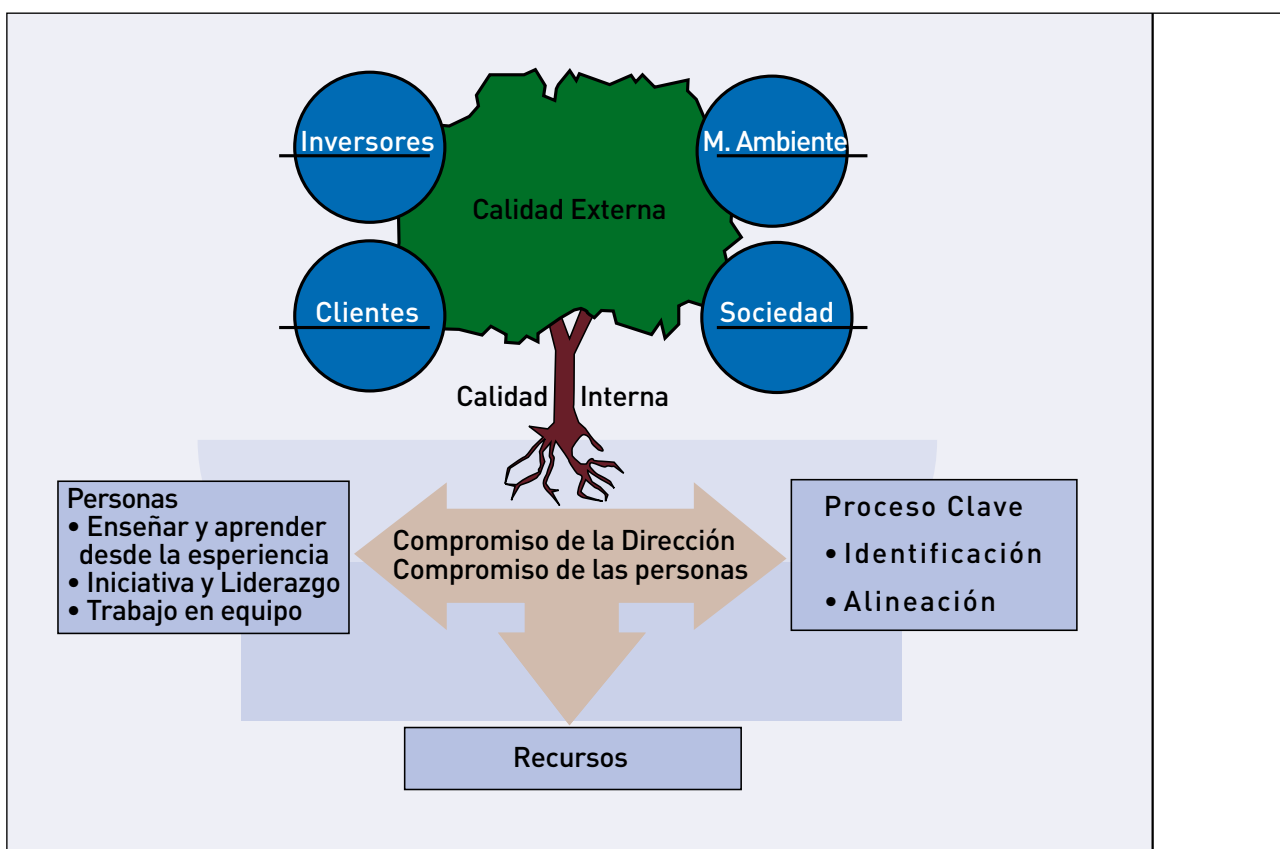 Inversores
M. Ambiente
Calidad Externa
Clientes
Sociedad
Calidad Interna
Personas
• Enseñar y aprender
desde la esperiencia
• Iniciativa y Liderazgo
• Trabajo en equipo
Compromiso de la Dirección
Compromiso de las personas
Proceso Clave
• Identificación
• Alineación
Recursos